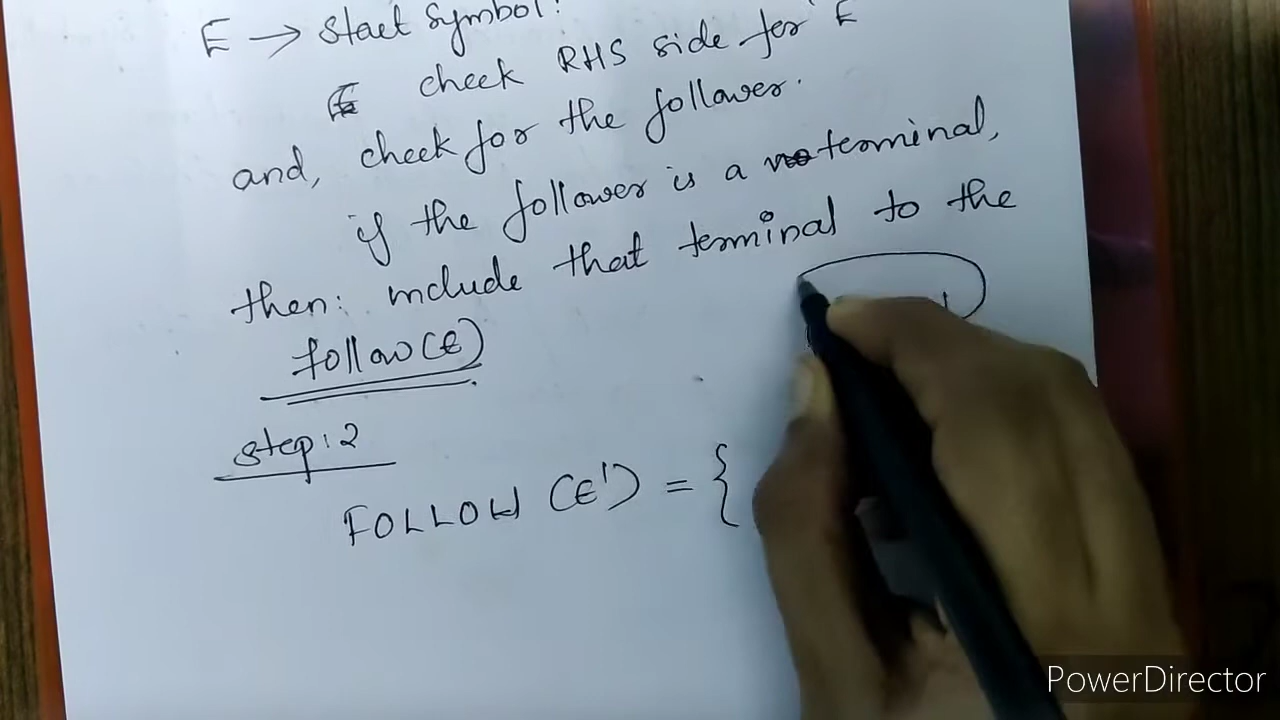 E → start symbol.
check RHS side for E
and, check for the follower.
if the follower is a terminal,
then: include that terminal to the
follow(E)
step: 2
FOLLOW (E') = {
PowerDirector